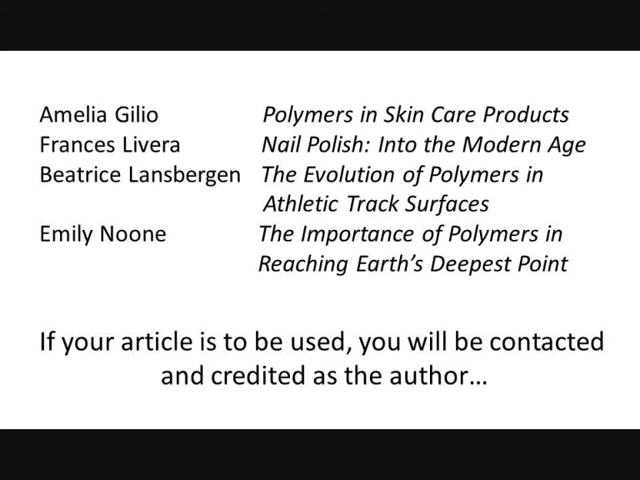 Amelia Gilio Polymers in Skin Care Products
Frances Livera Nail Polish: Into the Modern Age
Beatrice Lansbergen The Evolution of Polymers in
Athletic Track Surfaces
Emily Noone The Importance of Polymers in
Reaching Earth’s Deepest Point
If your article is to be used, you will be contacted
and credited as the author…